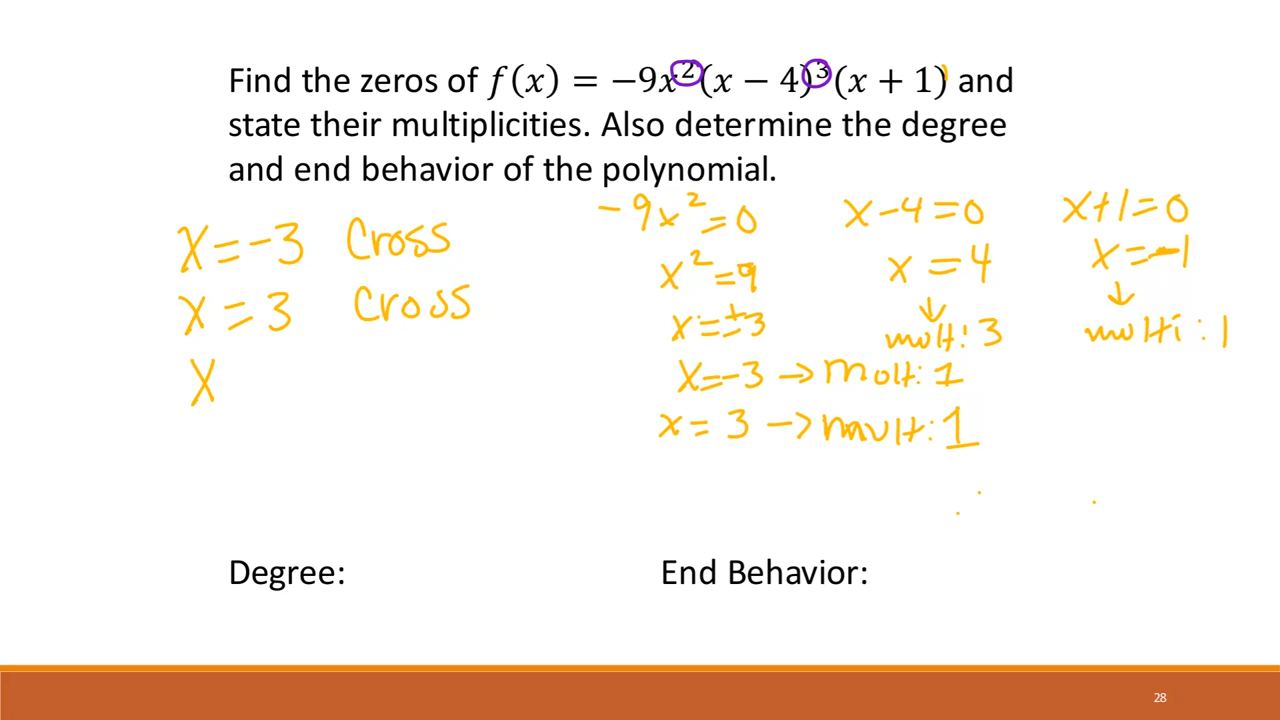 Find the zeros of f(x) = −9x²(x − 4)³(x + 1)¹ and
state their multiplicities. Also determine the degree
and end behavior of the polynomial.
x = -3 Cross
x = 3 Cross
x
-9x² = 0
x² = 9
x = ±3
x = -3 → mult: 1
x = 3 → mult: 1
x - 4 = 0
x = 4
↓
mult: 3
x + 1 = 0
x = -1
↓
multi: 1
Degree:
End Behavior:
28